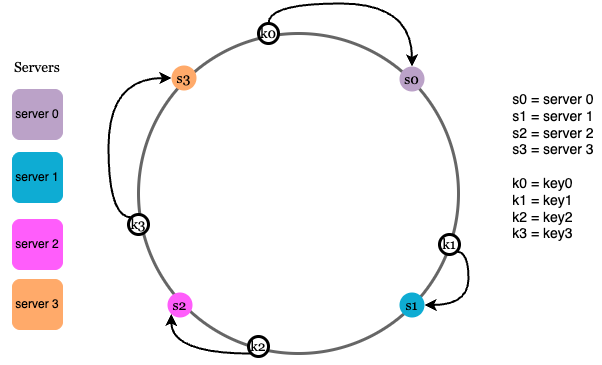 k0
Servers
s3
s0
server 0
s0 = server 0
s1 = server 1
s2 = server 2
s3 = server 3
server 1
k0 = key0
k1 = key1
k2 = key2
k3 = key3
k3
server 2
k1
server 3
s2
s1
k2